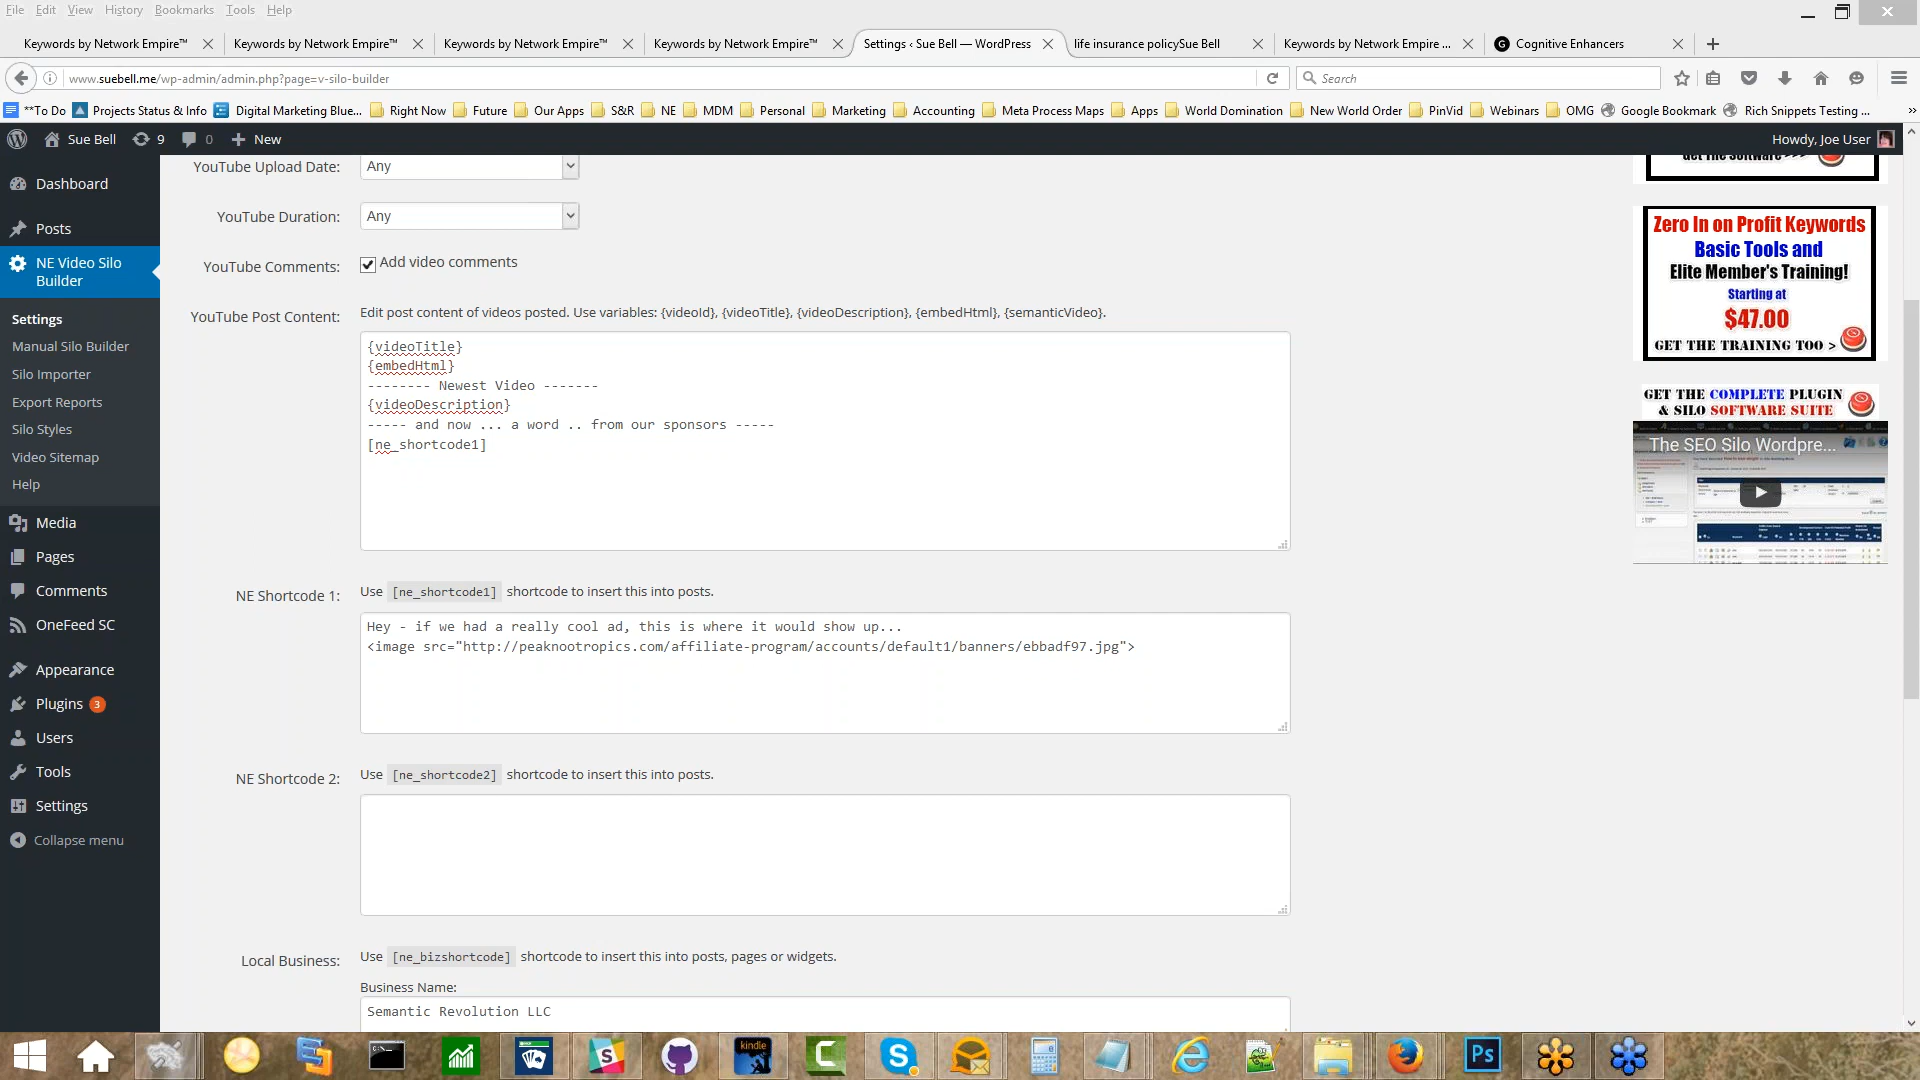 File Edit View History Bookmarks Tools Help
Keywords by Network Empire™ Keywords by Network Empire™ Keywords by Network Empire™ Keywords by Network Empire™ Settings ‹ Sue Bell — WordPress life insurance policySue Bell Keywords by Network Empire ... Cognitive Enhancers
www.suebell.me/wp-admin/admin.php?page=v-silo-builder Search
**To Do Projects Status & Info Digital Marketing Blue... Right Now Future Our Apps S&R NE MDM Personal Marketing Accounting Meta Process Maps Apps World Domination New World Order PinVid Webinars OMG Google Bookmark Rich Snippets Testing ... »
Sue Bell 9 0 New Howdy, Joe User
Dashboard
Posts
NE Video Silo
Builder
Settings
Manual Silo Builder
Silo Importer
Export Reports
Silo Styles
Video Sitemap
Help
Media
Pages
Comments
OneFeed SC
Appearance
Plugins 3
Users
Tools
Settings
Collapse menu
YouTube Upload Date: Any
YouTube Duration: Any
YouTube Comments: Add video comments
YouTube Post Content: Edit post content of videos posted. Use variables: {videoId}, {videoTitle}, {videoDescription}, {embedHtml}, {semanticVideo}.
{videoTitle}
{embedHtml}
-------- Newest Video -------
{videoDescription}
----- and now ... a word .. from our sponsors -----
[ne_shortcode1]
NE Shortcode 1: Use [ne_shortcode1] shortcode to insert this into posts.
Hey - if we had a really cool ad, this is where it would show up...
<image src="http://peaknootropics.com/affiliate-program/accounts/default1/banners/ebbadf97.jpg">
NE Shortcode 2: Use [ne_shortcode2] shortcode to insert this into posts.
Local Business: Use [ne_bizshortcode] shortcode to insert this into posts, pages or widgets.
Business Name:
Semantic Revolution LLC
Get The Software >>>
Zero In on Profit Keywords
Basic Tools and
Elite Member's Training!
Starting at
$47.00
GET THE TRAINING TOO >
GET THE COMPLETE PLUGIN
& SILO SOFTWARE SUITE
The SEO Silo Wordpre...
kindle
Ps